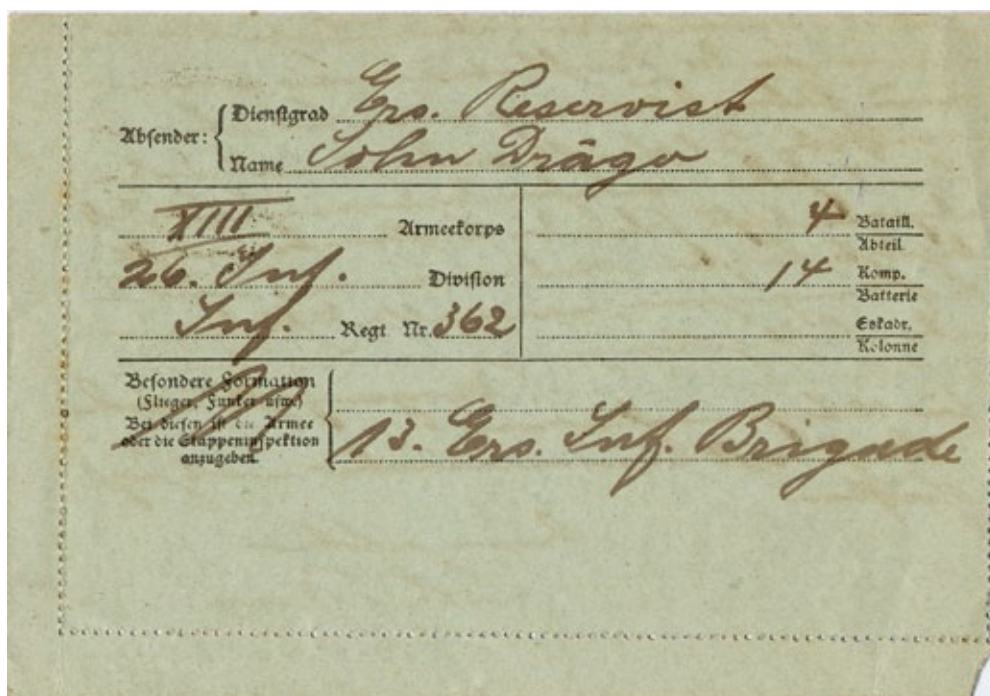 Absender: Dienstgrad Ers. Reservist
Name John Dräger
XIII Armeekorps
26. Inf. Division
Inf. Regt Nr. 362
4 Bataill.
Abteil.
14 Komp.
Batterie
Eskadr.
Kolonne
Besondere Formation
(Flieger, Funker usw.)
Bei diesen ist die Armee
oder die Etappeninspektion
anzugeben.
13. Ers. Inf. Brigade